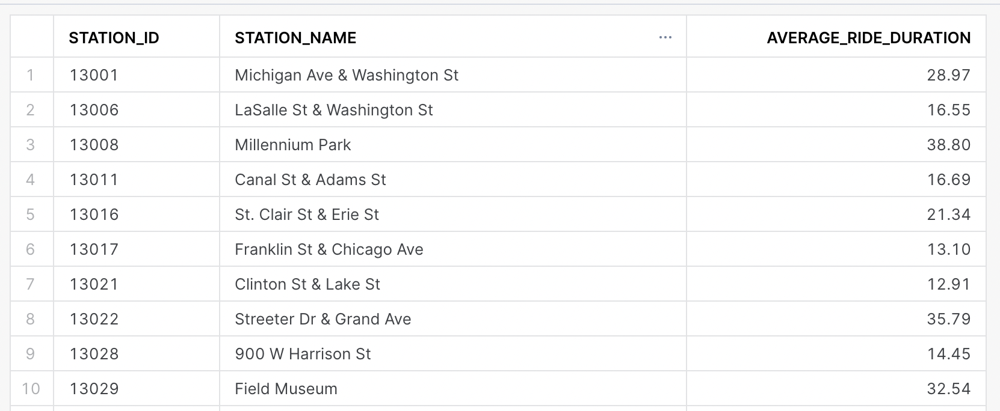 STATION_ID STATION_NAME ... AVERAGE_RIDE_DURATION
1 13001 Michigan Ave & Washington St 28.97
2 13006 LaSalle St & Washington St 16.55
3 13008 Millennium Park 38.80
4 13011 Canal St & Adams St 16.69
5 13016 St. Clair St & Erie St 21.34
6 13017 Franklin St & Chicago Ave 13.10
7 13021 Clinton St & Lake St 12.91
8 13022 Streeter Dr & Grand Ave 35.79
9 13028 900 W Harrison St 14.45
10 13029 Field Museum 32.54